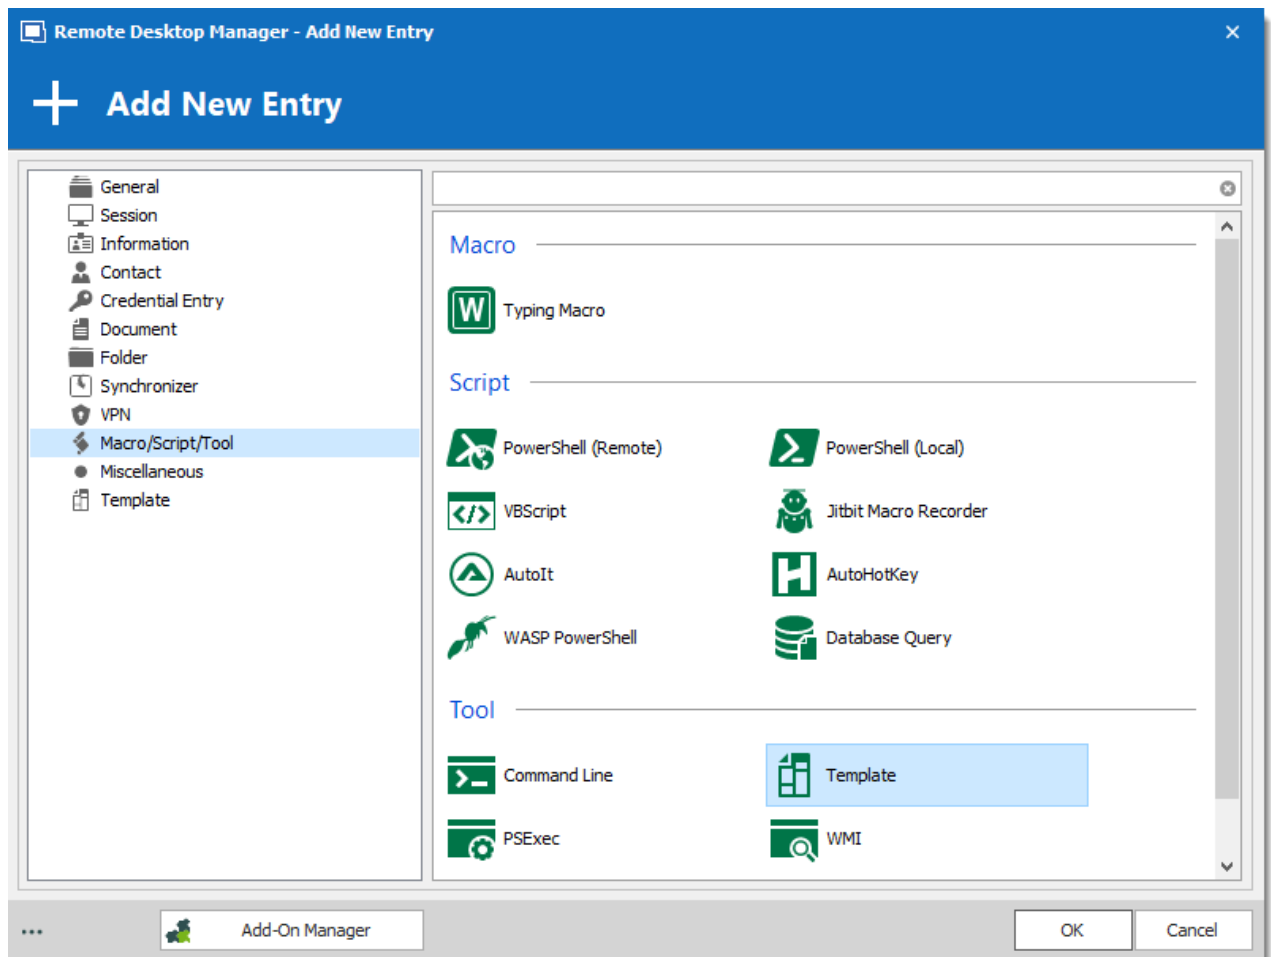 Remote Desktop Manager - Add New Entry
Add New Entry
General
Session
Information
Contact
Credential Entry
Document
Folder
Synchronizer
VPN
Macro/Script/Tool
Miscellaneous
Template
Macro
W
Typing Macro
Script
PowerShell (Remote)
PowerShell (Local)
VBScript
Jitbit Macro Recorder
AutoIt
H
AutoHotKey
WASP PowerShell
Database Query
Tool
Command Line
Template
PSExec
WMI
...
Add-On Manager
OK
Cancel